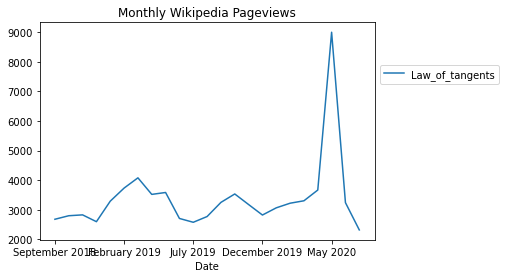 Monthly Wikipedia Pageviews
9000
8000
7000
6000
5000
4000
3000
2000
Law_of_tangents
September 2018 February 2019 July 2019 December 2019 May 2020
Date